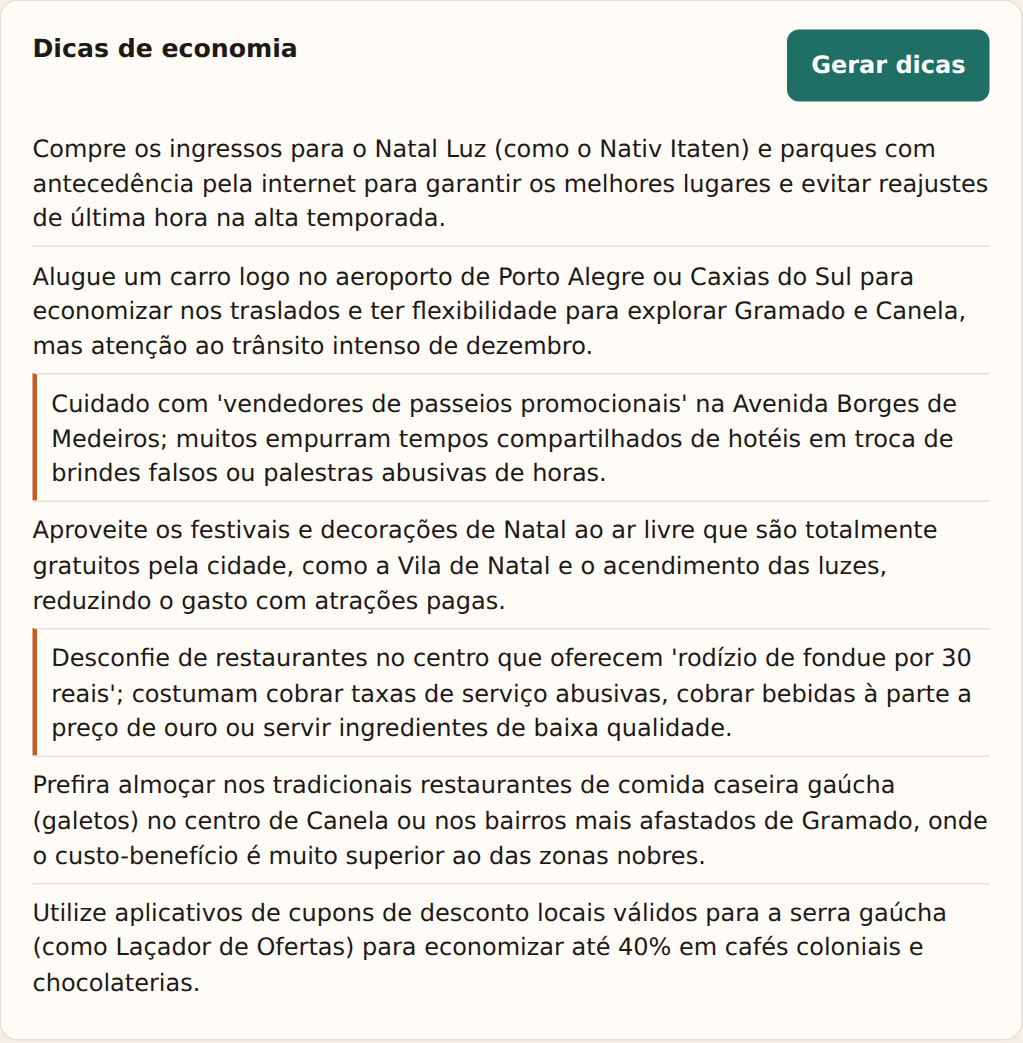 Dicas de economia
Gerar dicas
Compre os ingressos para o Natal Luz (como o Nativ Itaten) e parques com
antecedência pela internet para garantir os melhores lugares e evitar reajustes
de última hora na alta temporada.
Alugue um carro logo no aeroporto de Porto Alegre ou Caxias do Sul para
economizar nos traslados e ter flexibilidade para explorar Gramado e Canela,
mas atenção ao trânsito intenso de dezembro.
Cuidado com 'vendedores de passeios promocionais' na Avenida Borges de
Medeiros; muitos empurram tempos compartilhados de hotéis em troca de
brindes falsos ou palestras abusivas de horas.
Aproveite os festivais e decorações de Natal ao ar livre que são totalmente
gratuitos pela cidade, como a Vila de Natal e o acendimento das luzes,
reduzindo o gasto com atrações pagas.
Desconfie de restaurantes no centro que oferecem 'rodízio de fondue por 30
reais'; costumam cobrar taxas de serviço abusivas, cobrar bebidas à parte a
preço de ouro ou servir ingredientes de baixa qualidade.
Prefira almoçar nos tradicionais restaurantes de comida caseira gaúcha
(galetos) no centro de Canela ou nos bairros mais afastados de Gramado, onde
o custo-benefício é muito superior ao das zonas nobres.
Utilize aplicativos de cupons de desconto locais válidos para a serra gaúcha
(como Laçador de Ofertas) para economizar até 40% em cafés coloniais e
chocolaterias.